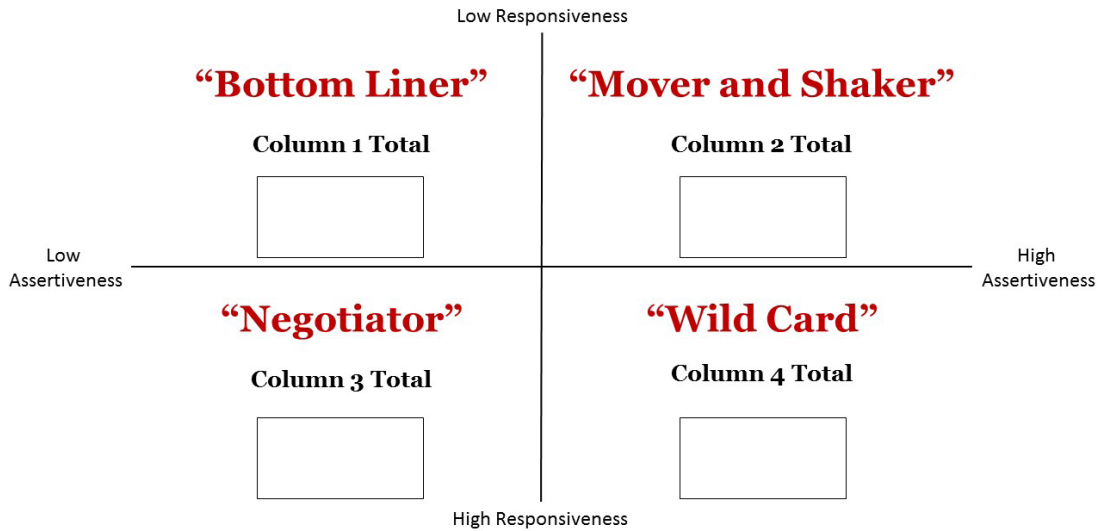 Low Responsiveness
“Bottom Liner”
“Mover and Shaker”
Column 1 Total
Column 2 Total
Low
Assertiveness
High
Assertiveness
“Negotiator”
“Wild Card”
Column 3 Total
Column 4 Total
High Responsiveness